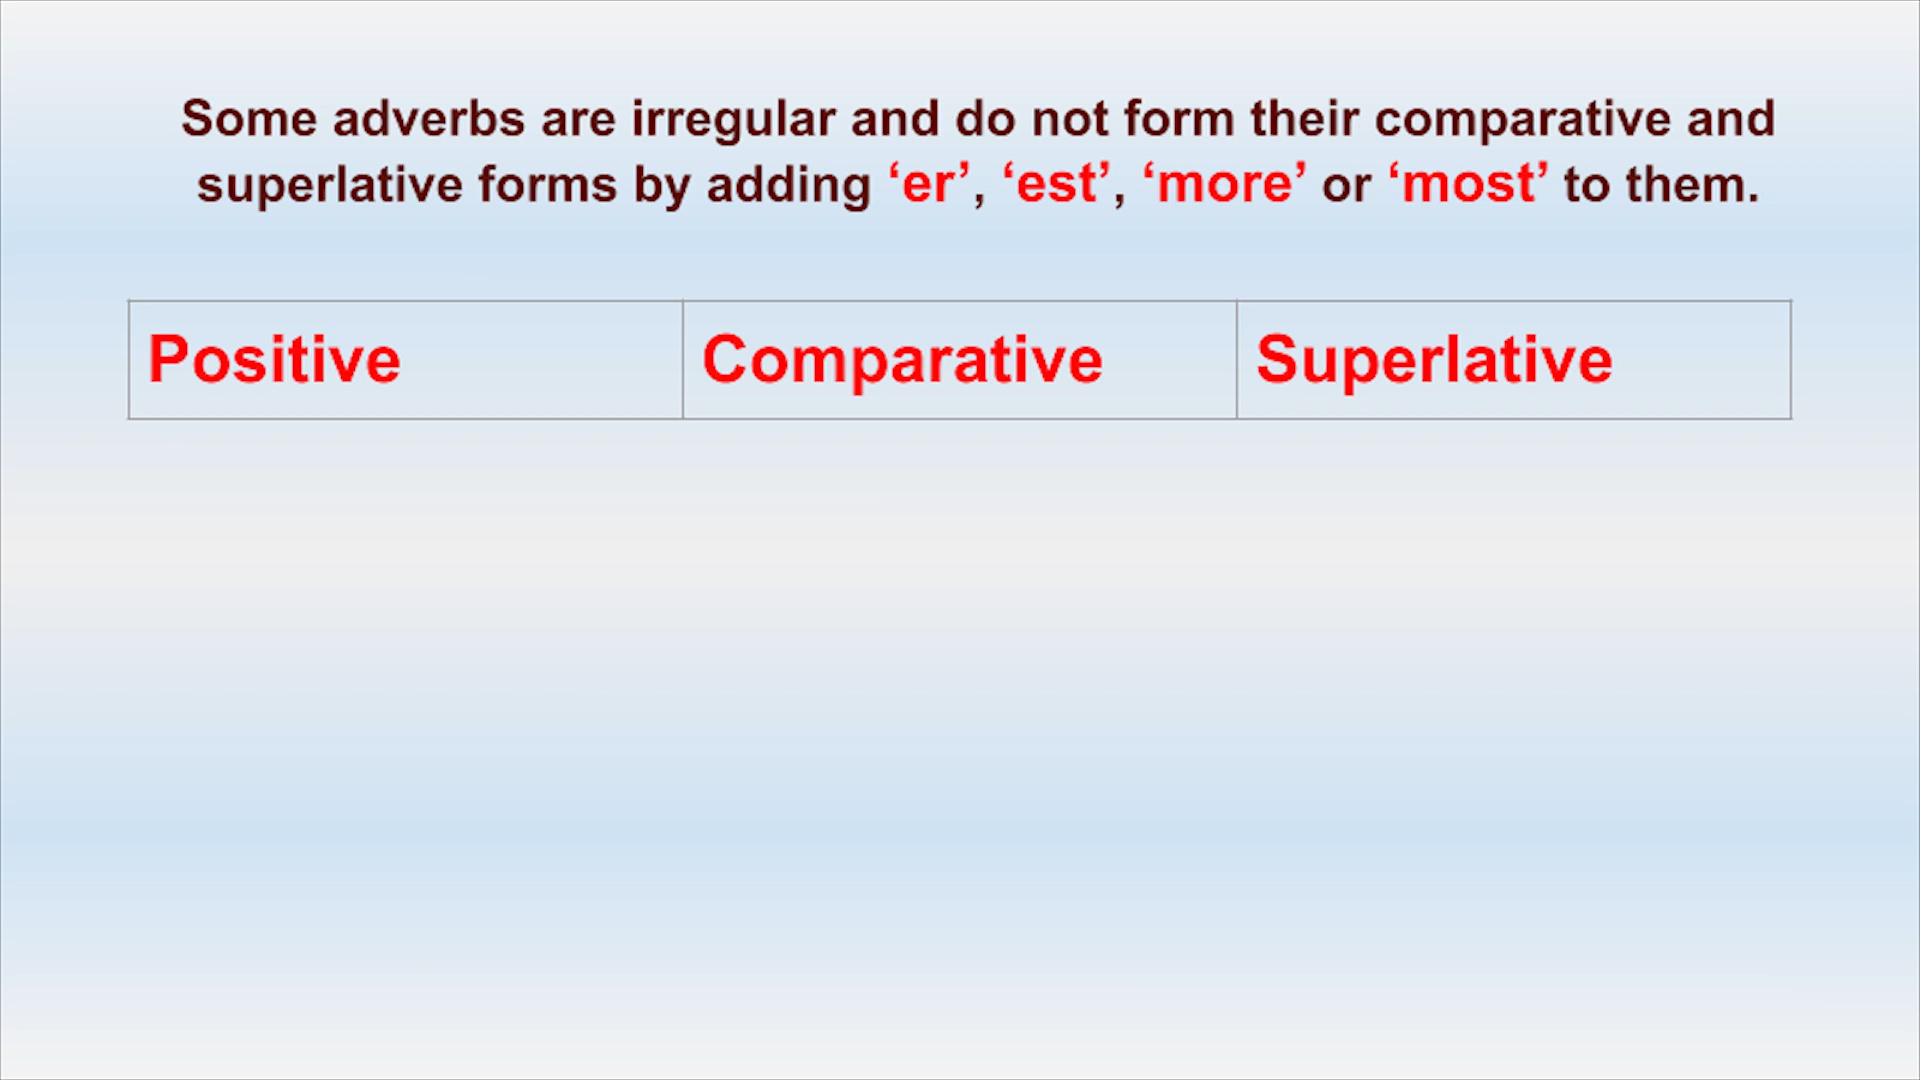 Some adverbs are irregular and do not form their comparative and
superlative forms by adding ‘er’, ‘est’, ‘more’ or ‘most’ to them.
Positive Comparative Superlative